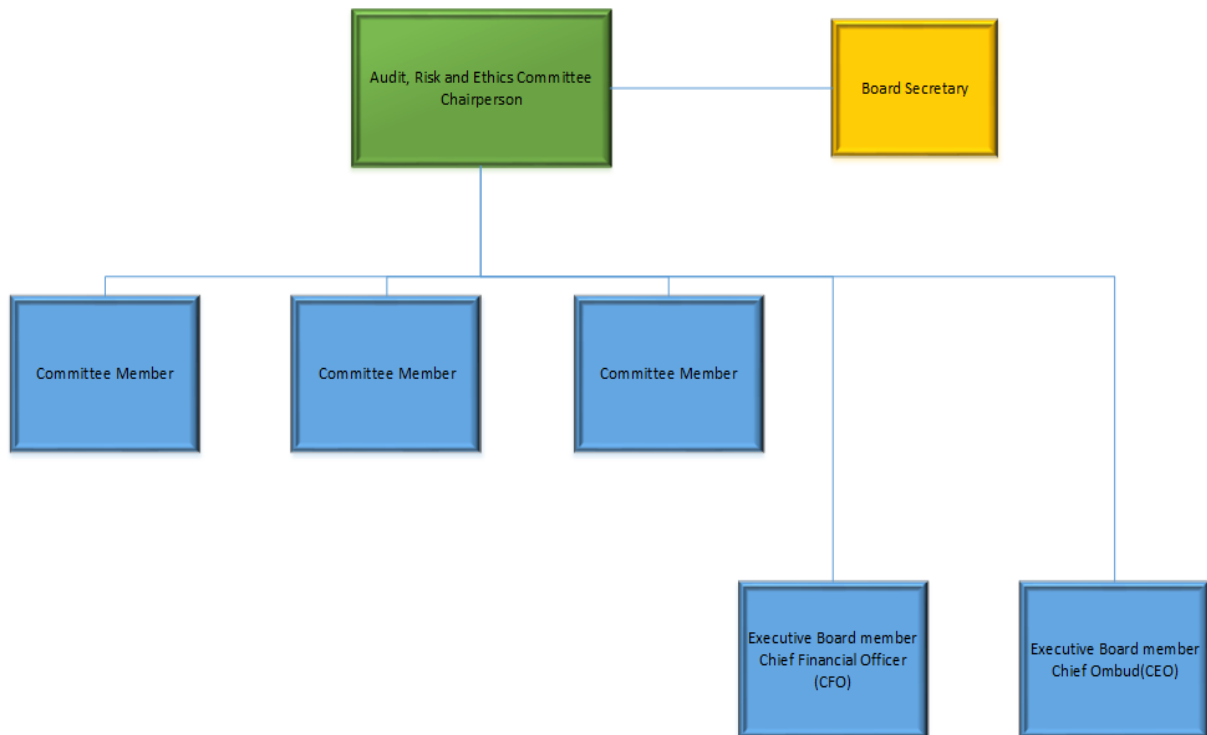 Audit, Risk and Ethics Committee
Chairperson
Board Secretary
Committee Member
Committee Member
Committee Member
Executive Board member
Chief Financial Officer
(CFO)
Executive Board member
Chief Ombud(CEO)